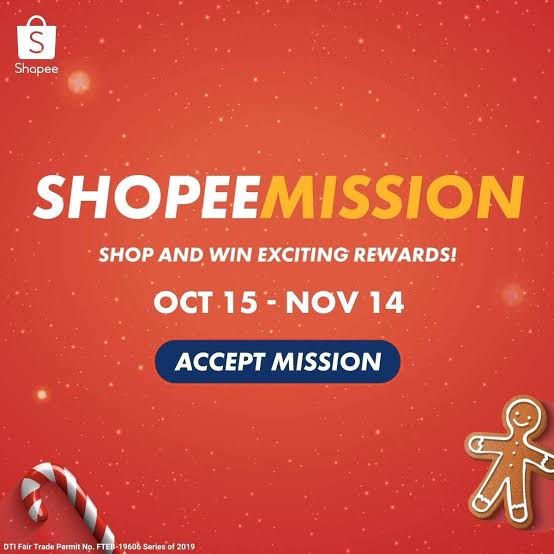 S
Shopee
SHOPEEMISSION
SHOP AND WIN EXCITING REWARDS!
OCT 15 - NOV 14
ACCEPT MISSION
DTI Fair Trade Permit No. FTEB-19606 Series of 2019